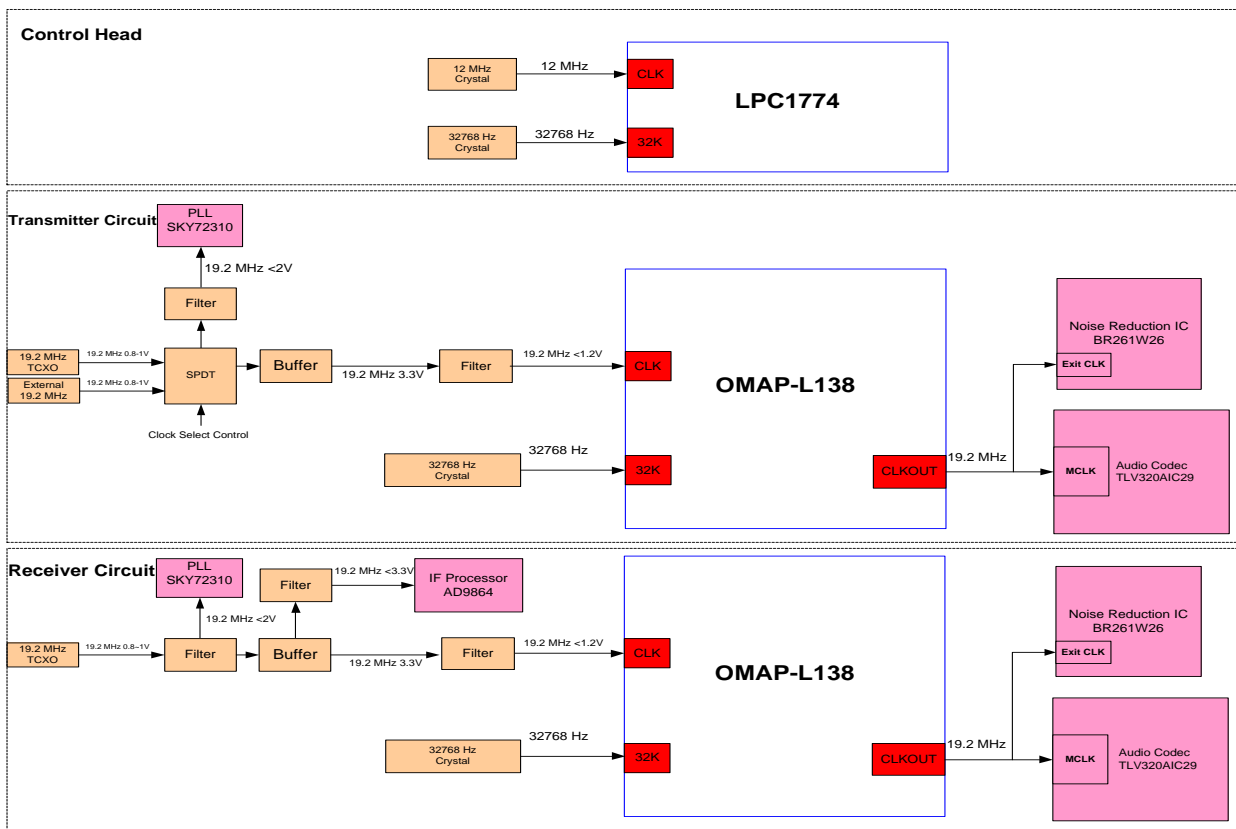 Control Head
12 MHz
Crystal
12 MHz
CLK
LPC1774
32768 Hz
Crystal
32768 Hz
32K
Transmitter Circuit
PLL
SKY72310
19.2 MHz <2V
Filter
19.2 MHz
TCXO
19.2 MHz 0.8-1V
External
19.2 MHz
19.2 MHz 0.8-1V
SPDT
Clock Select Control
Buffer
19.2 MHz 3.3V
Filter
19.2 MHz <1.2V
CLK
OMAP-L138
32768 Hz
Crystal
32768 Hz
32K
CLKOUT
19.2 MHz
Noise Reduction IC
BR261W26
Exit CLK
MCLK
Audio Codec
TLV320AIC29
Receiver Circuit
PLL
SKY72310
19.2 MHz <2V
Filter
19.2 MHz <3.3V
IF Processor
AD9864
19.2 MHz
TCXO
19.2 MHz 0.8~1V
Filter
Buffer
19.2 MHz 3.3V
Filter
19.2 MHz <1.2V
CLK
OMAP-L138
32768 Hz
Crystal
32768 Hz
32K
CLKOUT
19.2 MHz
Noise Reduction IC
BR261W26
Exit CLK
MCLK
Audio Codec
TLV320AIC29